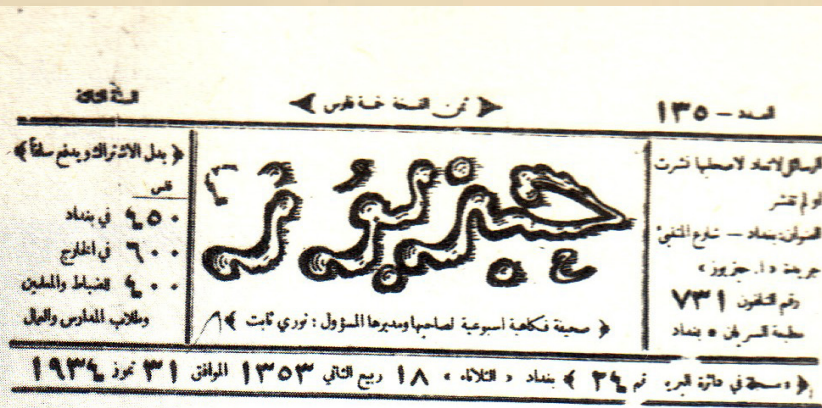 العدد — ١٣٥
﴿ ثمن النسخة خمسة فلوس ﴾
السنة الثالثة
الرسائل لا تعاد لاصحابها نشرت
او لم تنشر
العنوان: بغداد — شارع المتنبي
جريدة « ا. حبزبوز »
رقم التلفون ٧٣١
مطبعة السريان • بغداد
حبزبوز
﴿ صحيفة فكاهية اسبوعية لصاحبها ومديرها المسؤول : نوري ثابت ﴾
﴿ بدل الاشتراك ويدفع سلفاً ﴾
فلس
٤٥٠ في بغداد
٦٠٠ في الخارج
٤٠٠ للضباط والمعلمين
وطلاب المدارس والعمال
﴿ مسجلة في دائرة البريد نمرة ٢٤ ﴾ بغداد « الثلاثاء » ١٨ ربيع الثاني ١٣٥٣ الموافق ٣١ تموز ١٩٣٤